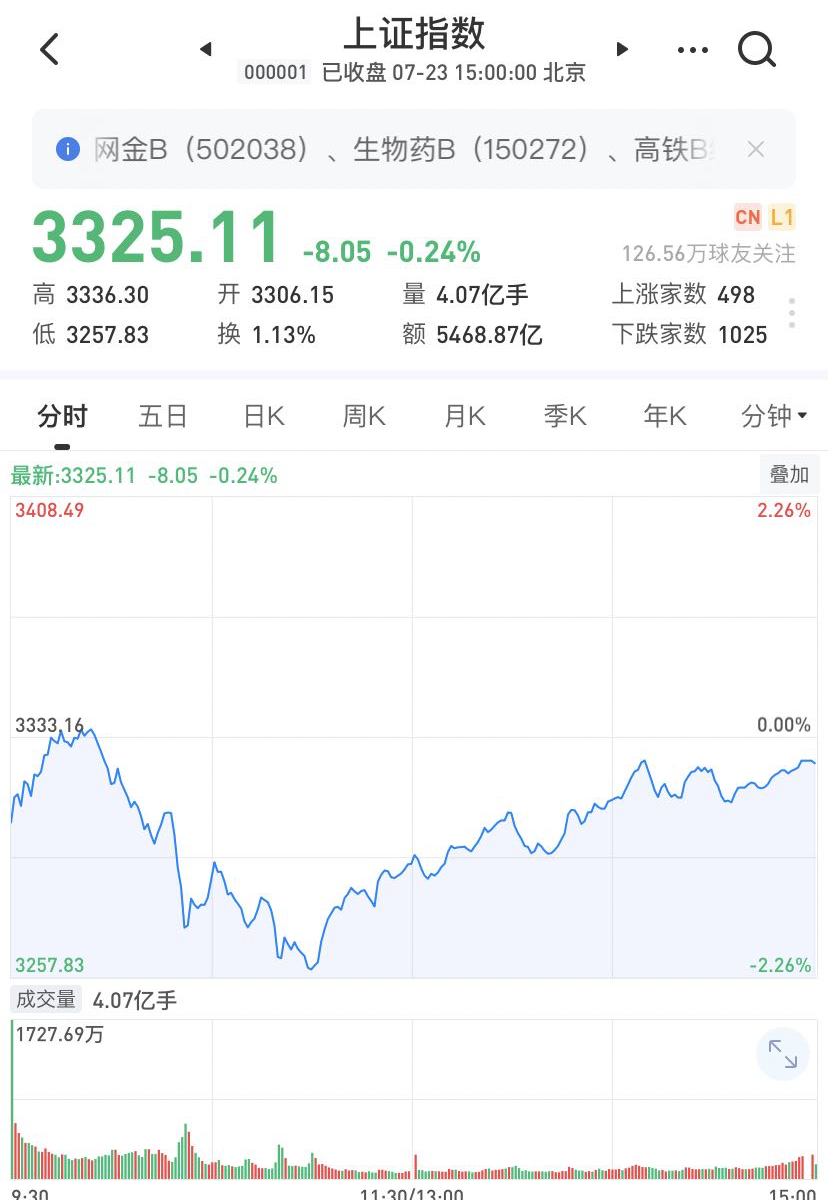 上证指数
000001 已收盘 07-23 15:00:00 北京
网金B（502038）、生物药B（150272）、高铁B
3325.11 -8.05 -0.24%
CN L1
126.56万球友关注
高 3336.30 开 3306.15 量 4.07亿手 上涨家数 498
低 3257.83 换 1.13% 额 5468.87亿 下跌家数 1025
分时 五日 日K 周K 月K 季K 年K 分钟
最新:3325.11 -8.05 -0.24% 叠加
3408.49 2.26%
3333.16 0.00%
3257.83 -2.26%
成交量 4.07亿手
1727.69万
9:30 11:30/13:00 15:00